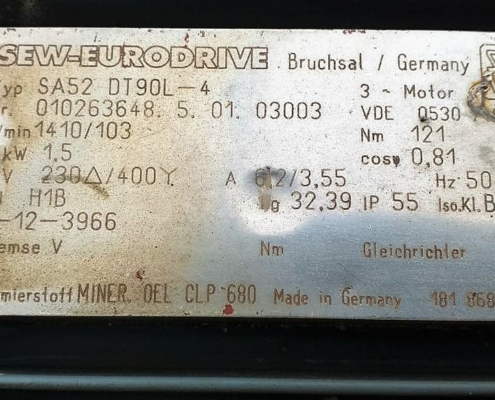 SEW-EURODRIVE Bruchsal / Germany
yp SA52 DT90L-4 3 ~ Motor
r. 010263648. 5. 01. 03003 VDE 0530
/min 1410/103 Nm 121
kW 1,5 cosφ 0,81
V 230△/400Y A 6,2/3,55 Hz 50
H1B kg 32,39 IP 55 Iso.Kl. B
-12-3966
emse V Nm Gleichrichter
mierstoff MINER. OEL CLP 680 Made in Germany 181 868